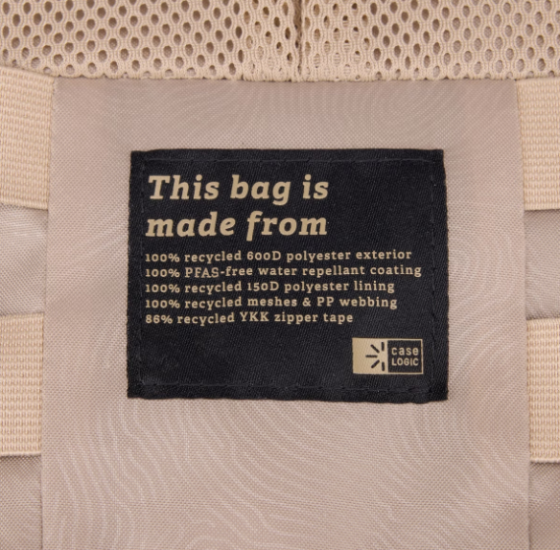 This bag is
made from
100% recycled 600D polyester exterior
100% PFAS-free water repellant coating
100% recycled 150D polyester lining
100% recycled meshes & PP webbing
86% recycled YKK zipper tape
case
LOGIC